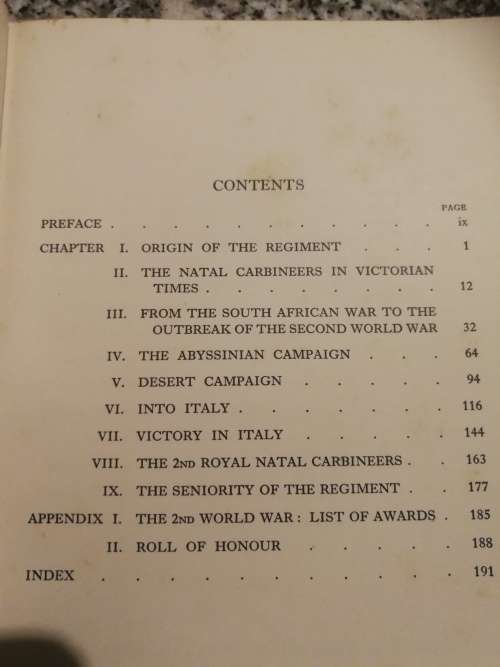 CONTENTS
PAGE
PREFACE . . . . . . . . . . . . ix
CHAPTER I. ORIGIN OF THE REGIMENT . . . 1
II. THE NATAL CARBINEERS IN VICTORIAN
TIMES . . . . . . . . 12
III. FROM THE SOUTH AFRICAN WAR TO THE
OUTBREAK OF THE SECOND WORLD WAR 32
IV. THE ABYSSINIAN CAMPAIGN . . . 64
V. DESERT CAMPAIGN . . . . . 94
VI. INTO ITALY . . . . . . . 116
VII. VICTORY IN ITALY . . . . . 144
VIII. THE 2ND ROYAL NATAL CARBINEERS . . 163
IX. THE SENIORITY OF THE REGIMENT . . 177
APPENDIX I. THE 2ND WORLD WAR: LIST OF AWARDS . 185
II. ROLL OF HONOUR . . . . . 188
INDEX . . . . . . . . . . . 191